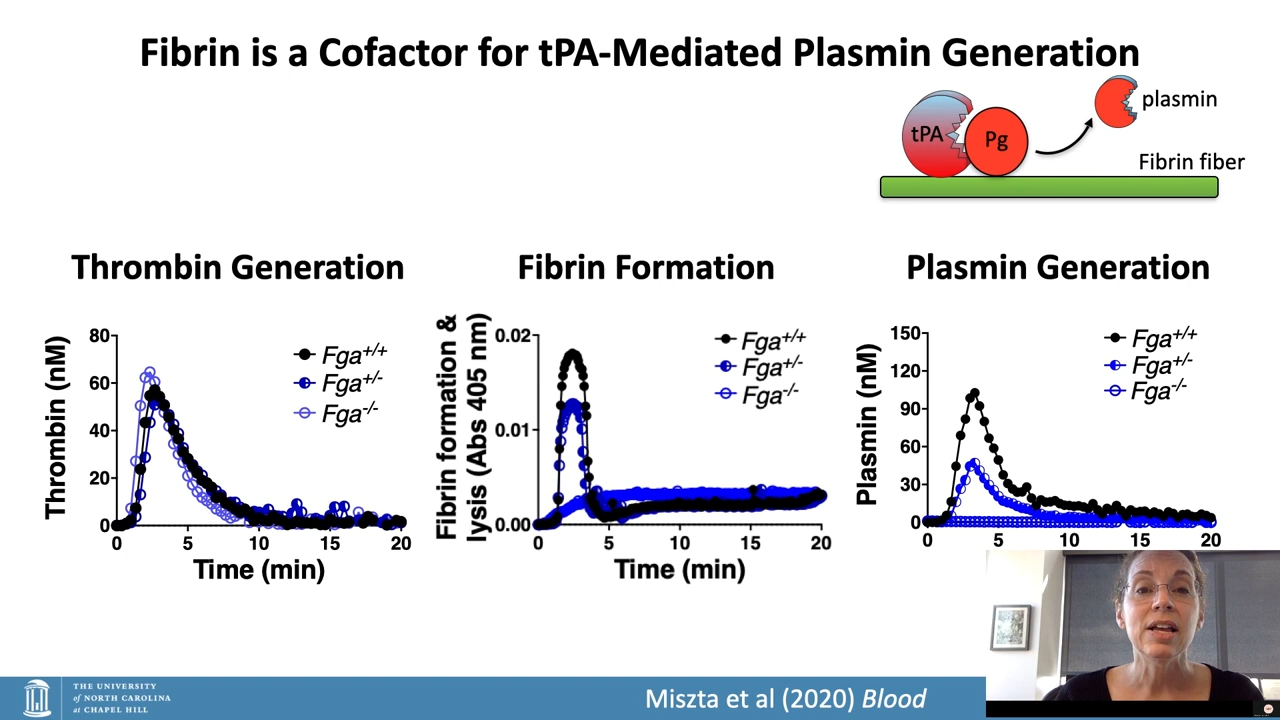 Fibrin is a Cofactor for tPA-Mediated Plasmin Generation
tPA
Pg
plasmin
Fibrin fiber
Thrombin Generation
Thrombin (nM)
80
60
40
20
0
0 5 10 15 20
Time (min)
Fga+/+
Fga+/-
Fga-/-
Fibrin Formation
Fibrin formation &
lysis (Abs 405 nm)
0.02
0.01
0.00
0 5 10 15 20
Time (min)
Fga+/+
Fga+/-
Fga-/-
Plasmin Generation
Plasmin (nM)
150
120
90
60
30
0
0 5 10 15 20
Fga+/+
Fga+/-
Fga-/-
THE UNIVERSITY
of NORTH CAROLINA
at CHAPEL HILL
Miszta et al (2020) Blood